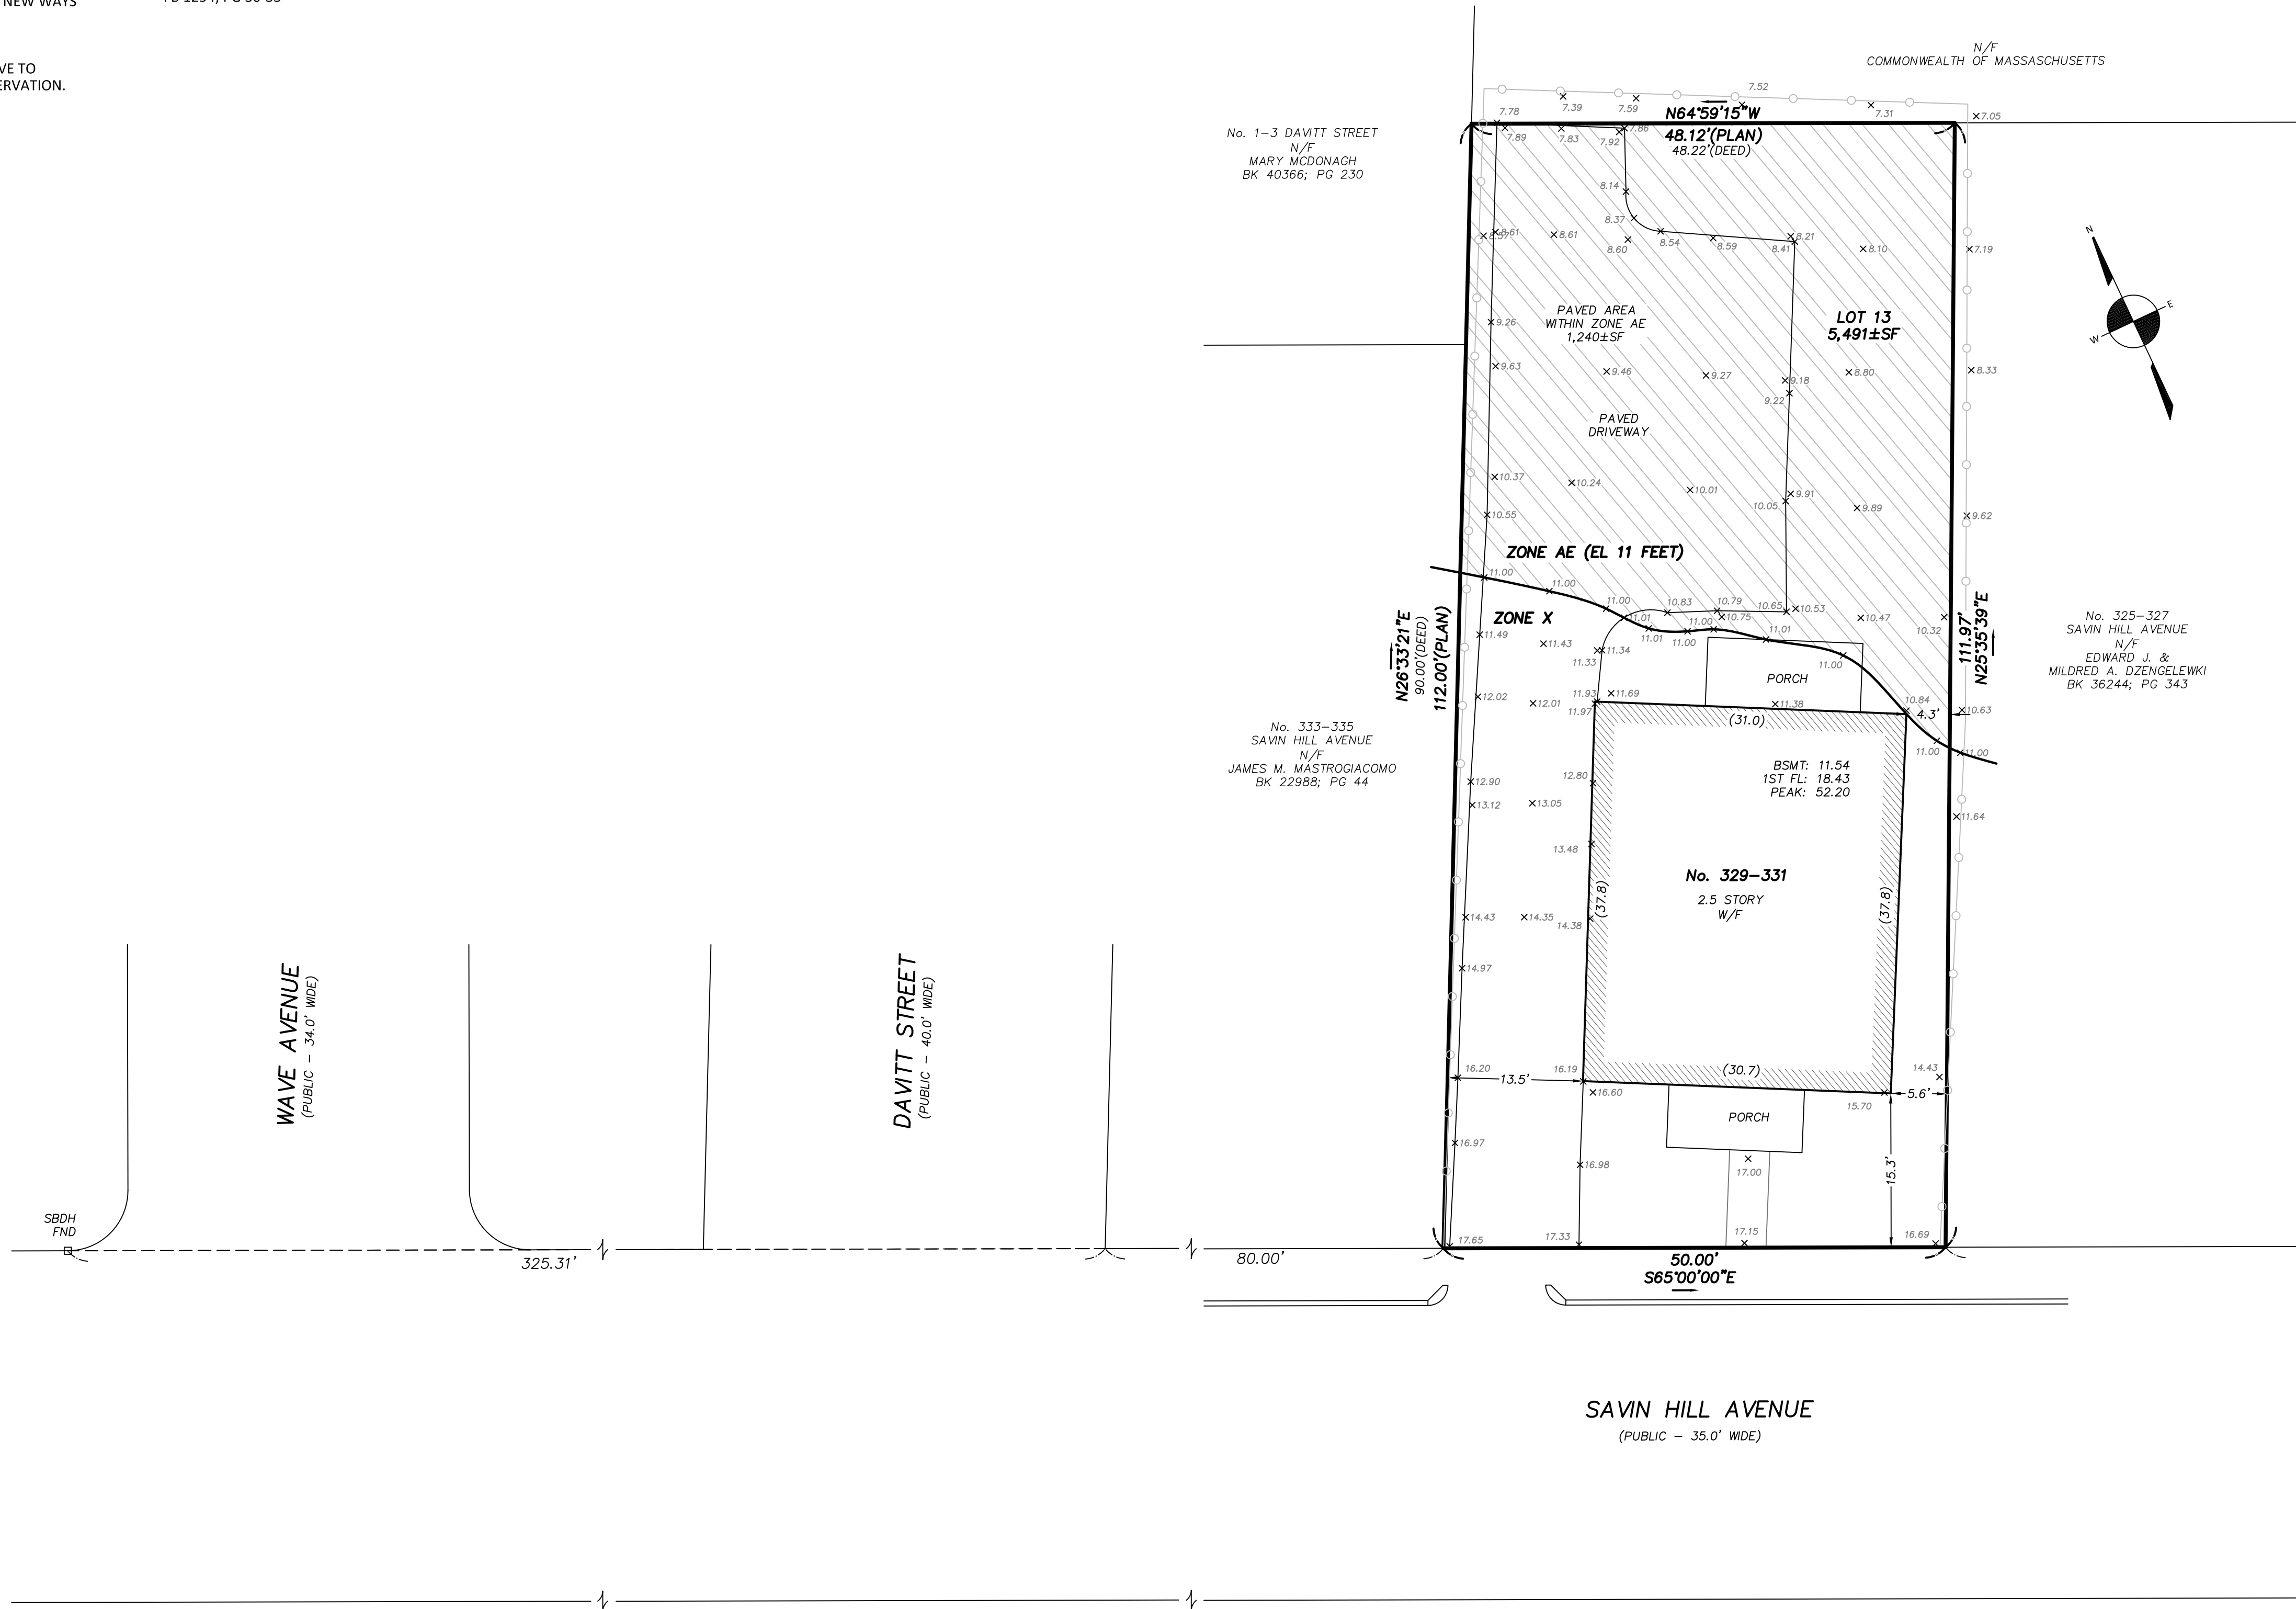 NEW WAYS
VE TO
ERVATION.
N/F
COMMONWEALTH OF MASSASCHUSETTS
No. 1-3 DAVITT STREET
N/F
MARY MCDONAGH
BK 40366; PG 230
7.52
7.39
7.59
7.31
7.05
7.78
N64°59'15"W
48.12'(PLAN)
48.22'(DEED)
7.89
7.83
7.92
7.86
8.14
8.37
8.57
8.61
8.61
8.60
8.54
8.59
8.21
8.41
8.10
7.19
N
E
W
PAVED AREA
WITHIN ZONE AE
1,240±SF
LOT 13
5,491±SF
9.26
9.63
9.46
9.27
9.18
9.22
8.80
8.33
PAVED
DRIVEWAY
10.37
10.24
10.01
9.91
10.05
9.89
9.62
10.55
ZONE AE (EL 11 FEET)
11.00
11.00
11.00
10.83
10.79
10.65
10.53
10.47
10.32
ZONE X
11.01
11.01
11.00
11.00
10.75
11.01
11.00
N26°33'21"E
90.00'(DEED)
112.00'(PLAN)
111.97'
N25°35'39"E
No. 325-327
SAVIN HILL AVENUE
N/F
EDWARD J. &
MILDRED A. DZENGELEWKI
BK 36244; PG 343
11.49
11.43
11.33
11.34
PORCH
12.02
12.01
11.93
11.97
11.69
11.38
10.84
10.63
(31.0)
4.3'
11.00
11.00
No. 333-335
SAVIN HILL AVENUE
N/F
JAMES M. MASTROGIACOMO
BK 22988; PG 44
BSMT: 11.54
1ST FL: 18.43
PEAK: 52.20
12.90
13.12
13.05
12.80
11.64
13.48
No. 329-331
2.5 STORY
W/F
(37.8)
(37.8)
14.43
14.35
14.38
14.97
WAVE AVENUE
(PUBLIC - 34.0' WIDE)
DAVITT STREET
(PUBLIC - 40.0' WIDE)
16.20
13.5'
16.19
(30.7)
14.43
16.60
15.70
5.6'
PORCH
16.97
16.98
17.00
15.3'
SBDH
FND
325.31'
80.00'
17.65
17.33
17.15
16.69
50.00'
S65°00'00"E
SAVIN HILL AVENUE
(PUBLIC - 35.0' WIDE)